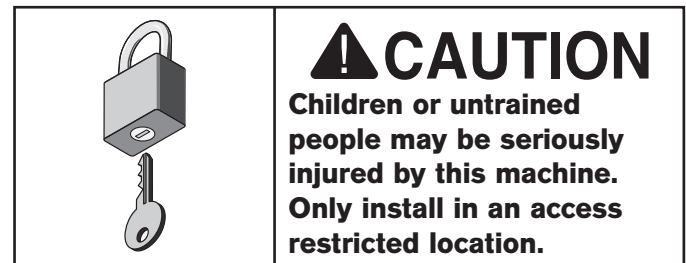 CAUTION
Children or untrained
people may be seriously
injured by this machine.
Only install in an access
restricted location.